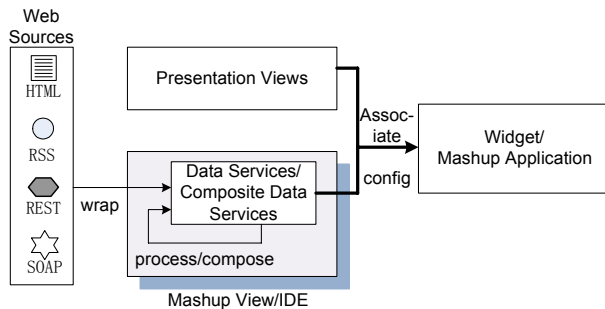 Web
Sources
HTML
RSS
REST
SOAP
wrap
Presentation Views
Data Services/
Composite Data
Services
process/compose
Mashup View/IDE
Assoc-
iate
config
Widget/
Mashup Application